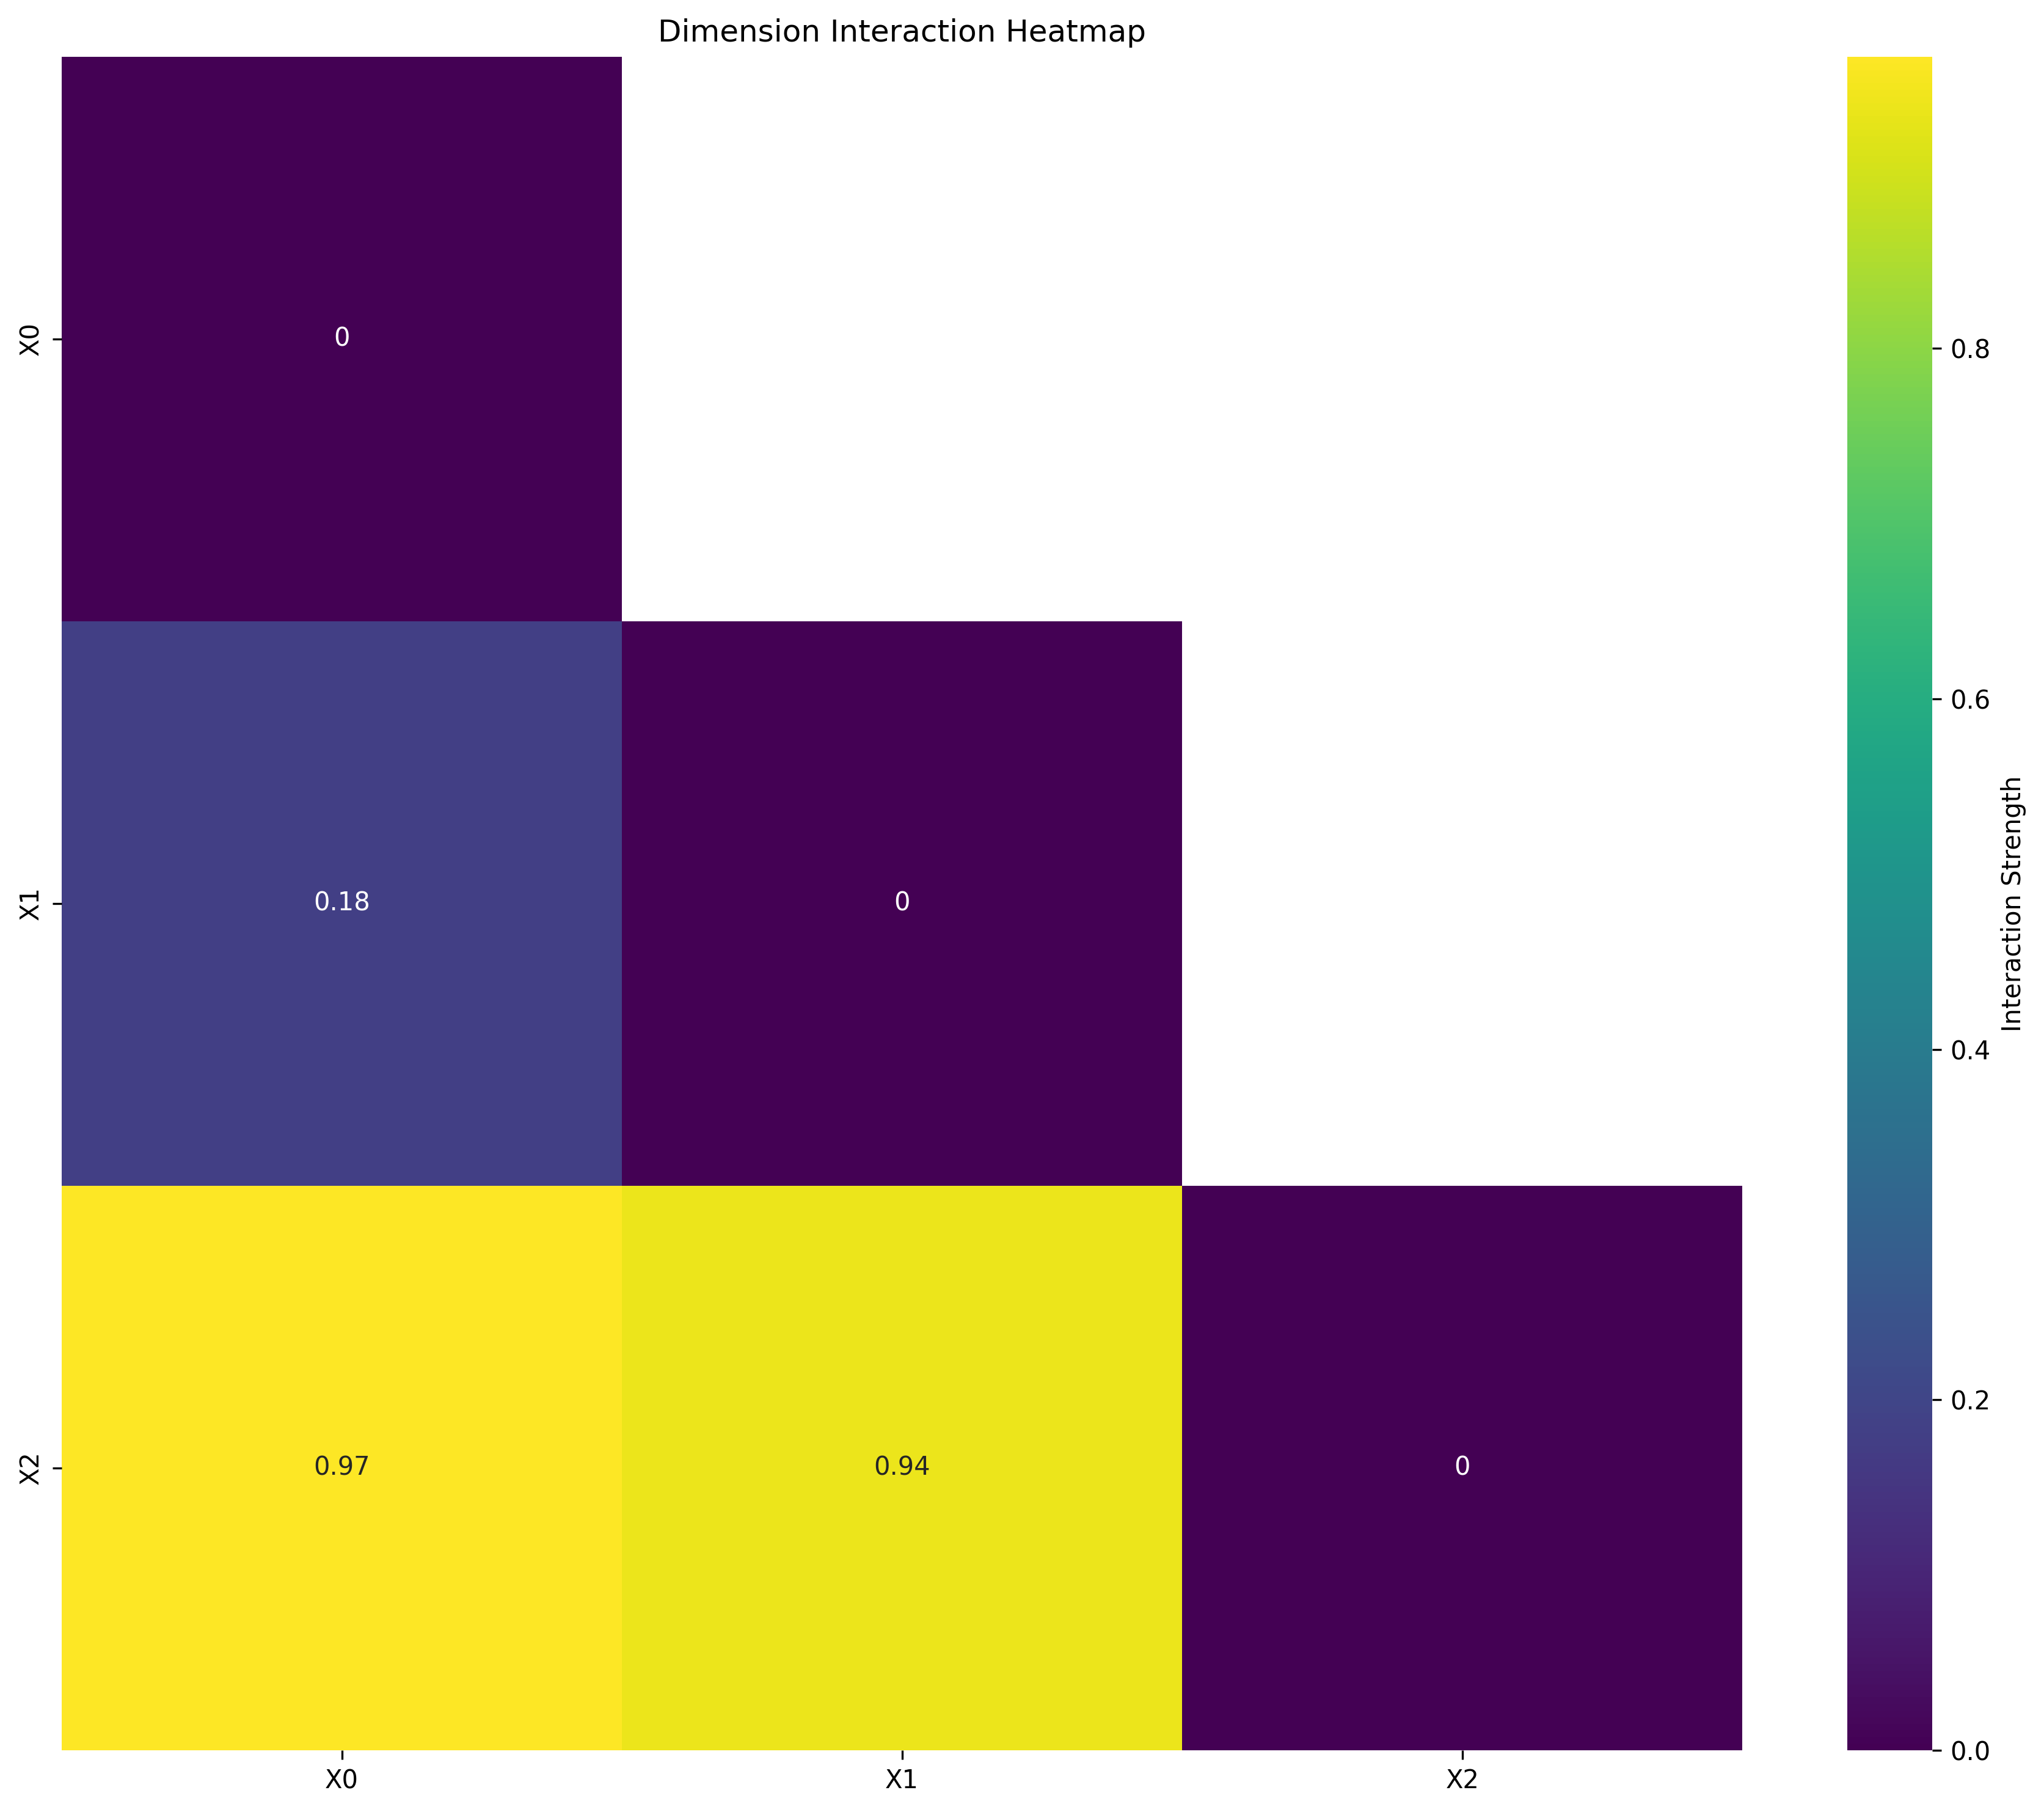 Dimension Interaction Heatmap
X0
0
X1
0.18
0
X2
0.97
0.94
0
X0
X1
X2
0.8
0.6
0.4
0.2
0.0
Interaction Strength